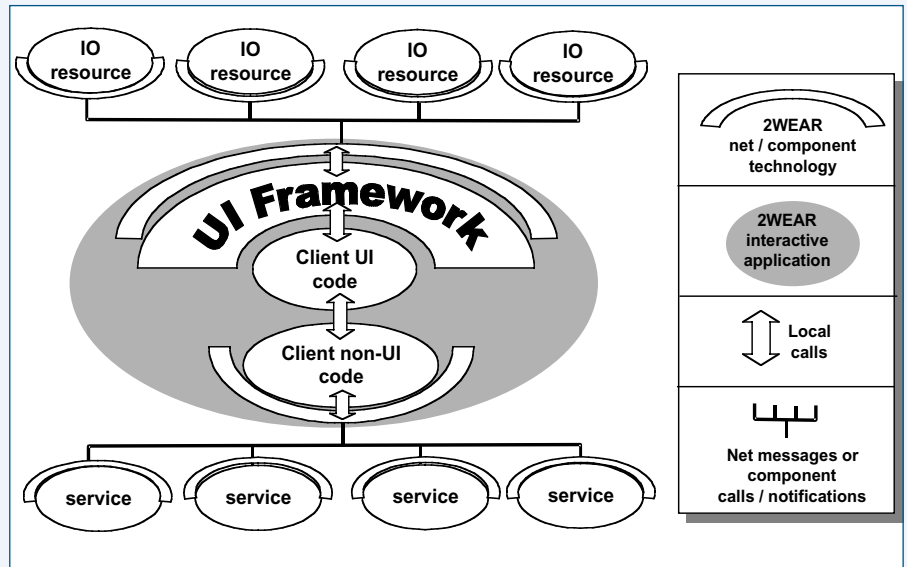 IO
resource
IO
resource
IO
resource
IO
resource
UI Framework
Client UI
code
Client non-UI
code
service
service
service
service
2WEAR
net / component
technology
2WEAR
interactive
application
Local
calls
Net messages or
component
calls / notifications